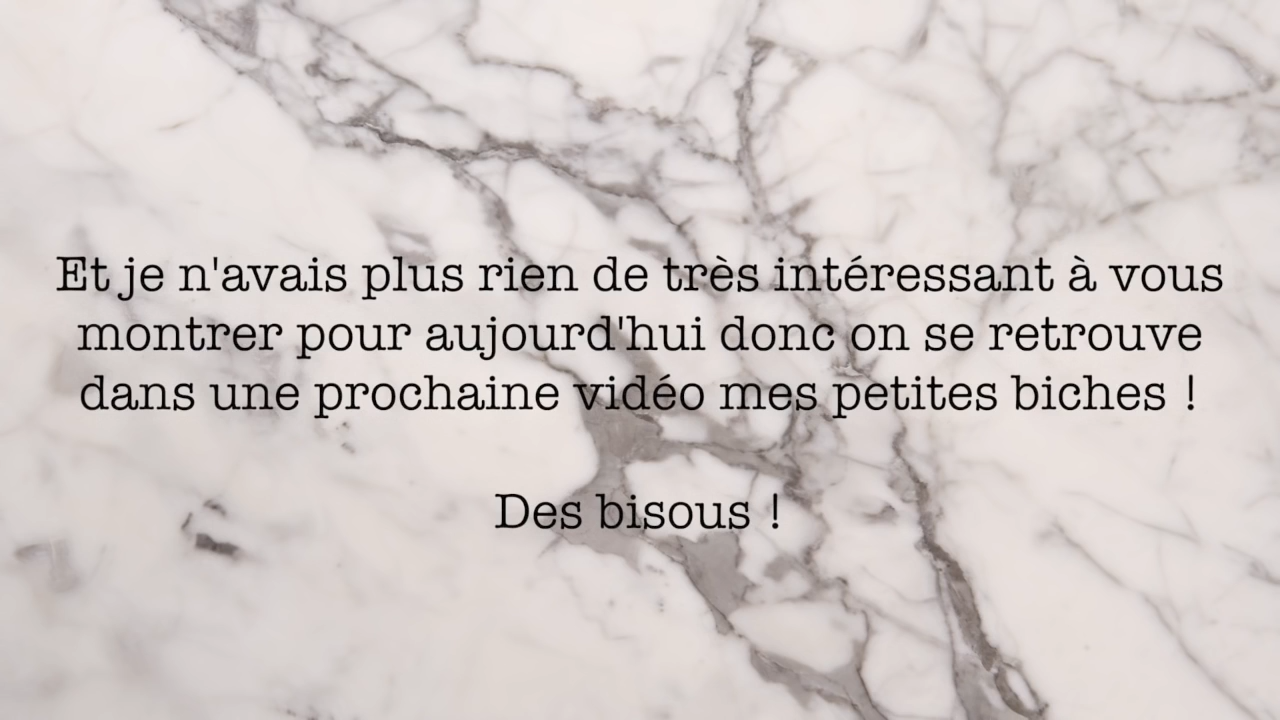 Et je n'avais plus rien de très intéressant à vous
montrer pour aujourd'hui donc on se retrouve
dans une prochaine vidéo mes petites biches !
Des bisous !